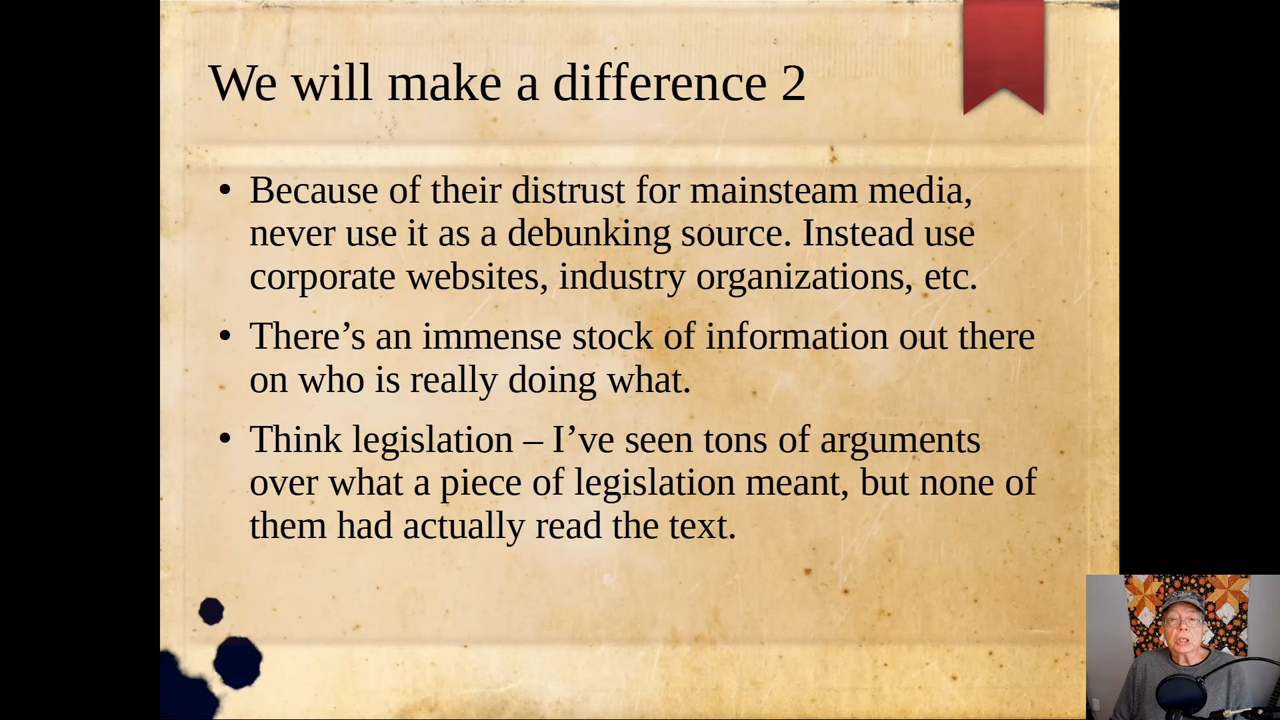 We will make a difference 2
• Because of their distrust for mainsteam media,
never use it as a debunking source. Instead use
corporate websites, industry organizations, etc.
• There’s an immense stock of information out there
on who is really doing what.
• Think legislation – I’ve seen tons of arguments
over what a piece of legislation meant, but none of
them had actually read the text.